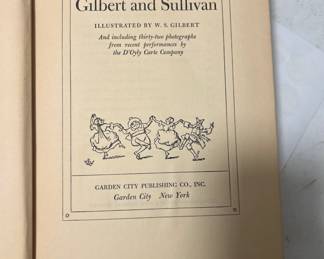 Gilbert and Sullivan
ILLUSTRATED BY W. S. GILBERT
And including thirty-two photographs
from recent performances by
the D'Oyly Carte Company
GARDEN CITY PUBLISHING CO., INC.
Garden City New York